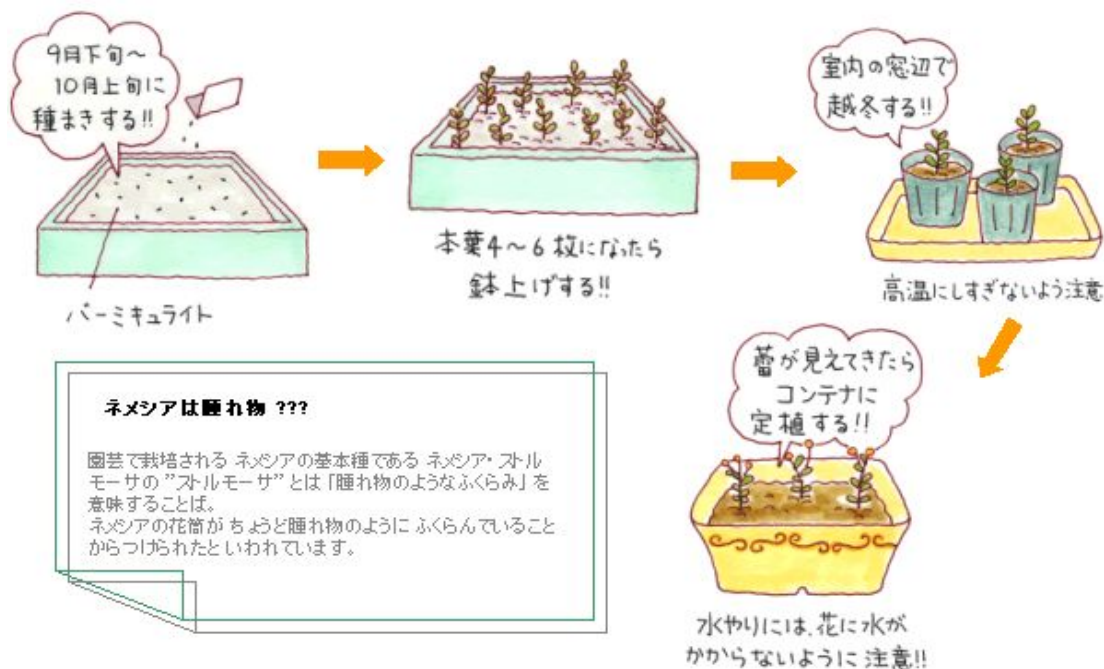 9月下旬〜
10月上旬に
種まきする!!
バーミキュライト
本葉4〜6枚になったら
鉢上げする!!
室内の窓辺で
越冬する!!
高温にしすぎないよう注意
蕾が見えてきたら
コンテナに
定植する!!
水やりには、花に水が
かからないように注意!!
ネメシアは腫れ物 ???
園芸で栽培される ネメシアの基本種である ネメシア・ストル
モーサの ”ストルモーサ” とは 「腫れ物のようなふくらみ」 を
意味することば。
ネメシアの花筒が ちょうど腫れ物のように ふくらんでいること
からつけられたといわれています。